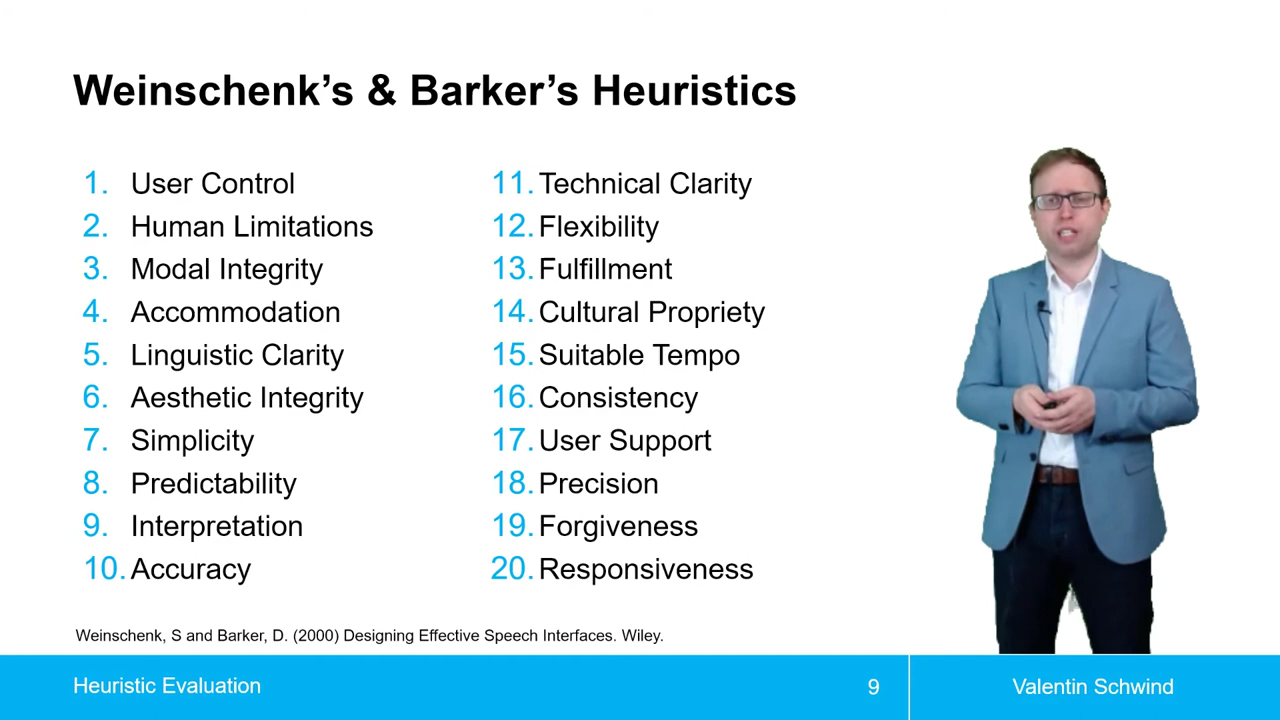 Weinschenk's & Barker's Heuristics
1. User Control
2. Human Limitations
3. Modal Integrity
4. Accommodation
5. Linguistic Clarity
6. Aesthetic Integrity
7. Simplicity
8. Predictability
9. Interpretation
10. Accuracy
11. Technical Clarity
12. Flexibility
13. Fulfillment
14. Cultural Propriety
15. Suitable Tempo
16. Consistency
17. User Support
18. Precision
19. Forgiveness
20. Responsiveness
Weinschenk, S and Barker, D. (2000) Designing Effective Speech Interfaces. Wiley.
Heuristic Evaluation
9
Valentin Schwind